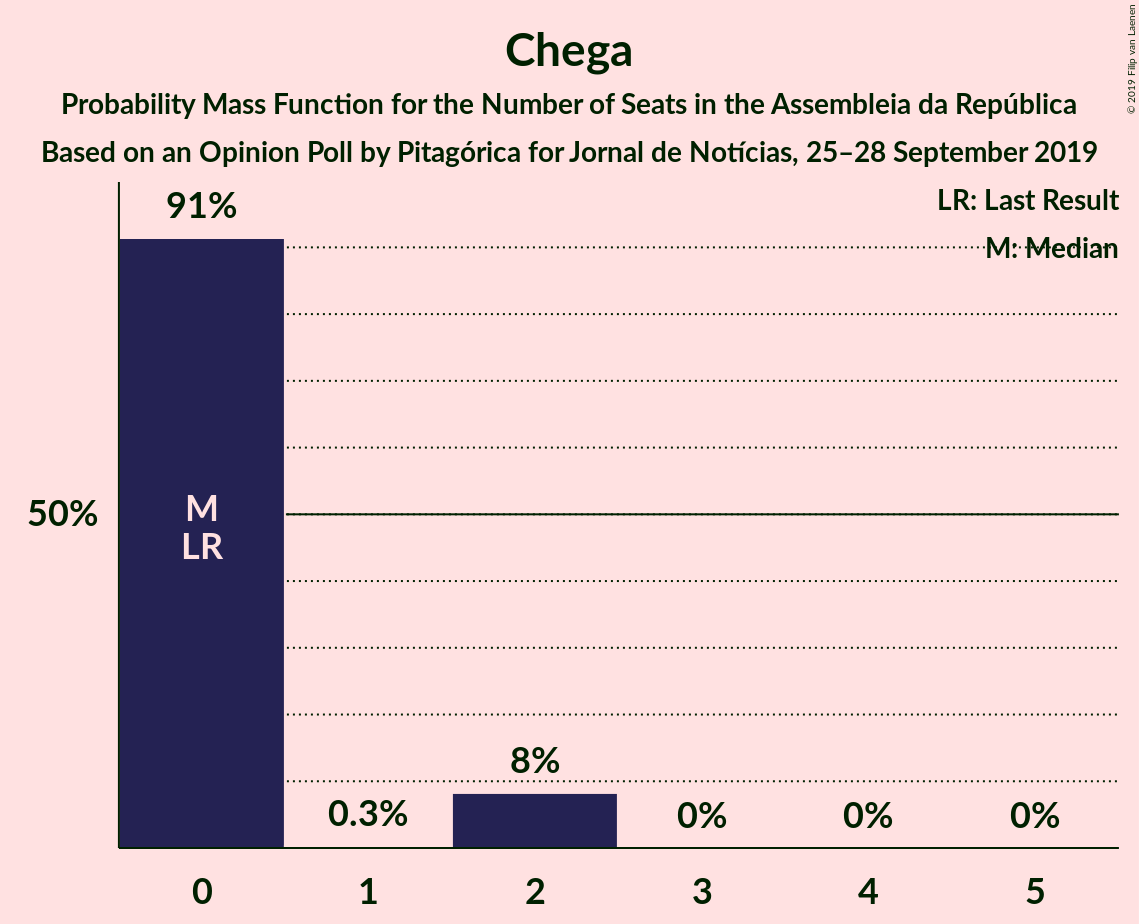 Chega
Probability Mass Function for the Number of Seats in the Assembleia da República
Based on an Opinion Poll by Pitagórica for Jornal de Notícias, 25–28 September 2019
© 2019 Filip van Laenen
LR: Last Result
M: Median
91%
50%
M
LR
0.3%
8%
0%
0%
0%
0
1
2
3
4
5